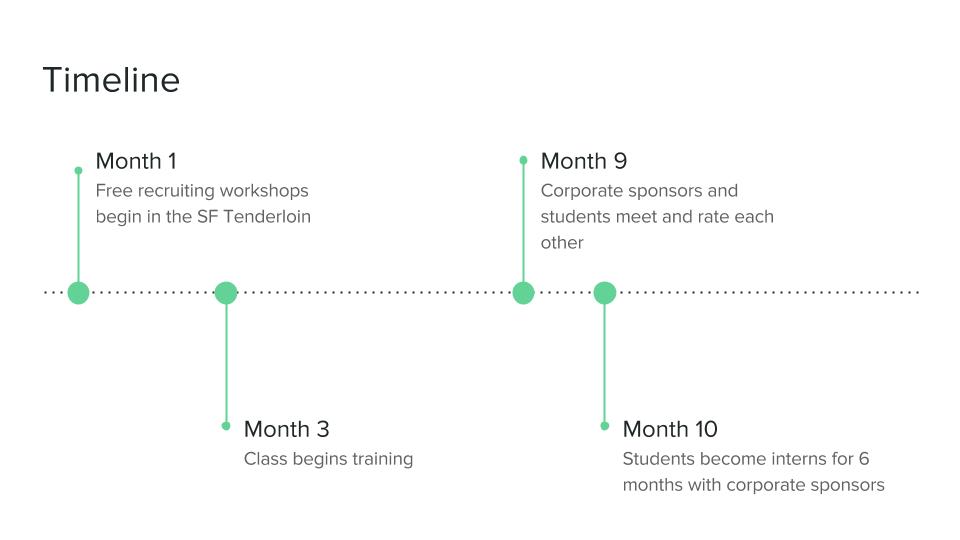 Timeline
Month 1
Free recruiting workshops
begin in the SF Tenderloin
Month 9
Corporate sponsors and
students meet and rate each
other
Month 3
Class begins training
Month 10
Students become interns for 6
months with corporate sponsors